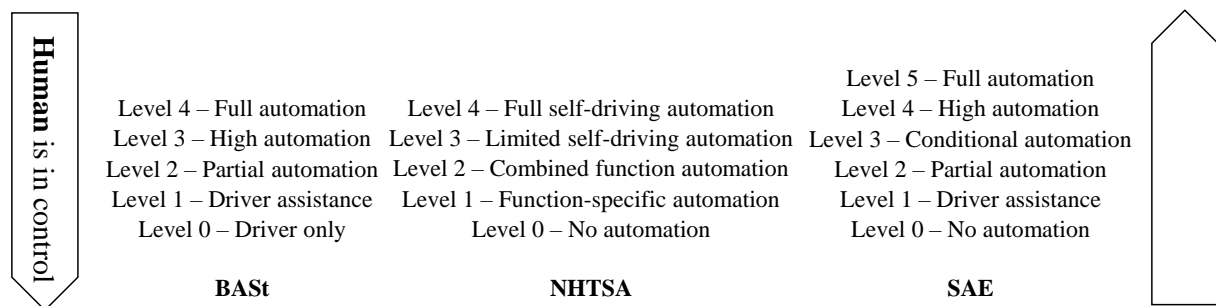 Human is in control
Level 4 – Full automation
Level 3 – High automation
Level 2 – Partial automation
Level 1 – Driver assistance
Level 0 – Driver only
BASt
Level 4 – Full self-driving automation
Level 3 – Limited self-driving automation
Level 2 – Combined function automation
Level 1 – Function-specific automation
Level 0 – No automation
NHTSA
Level 5 – Full automation
Level 4 – High automation
Level 3 – Conditional automation
Level 2 – Partial automation
Level 1 – Driver assistance
Level 0 – No automation
SAE